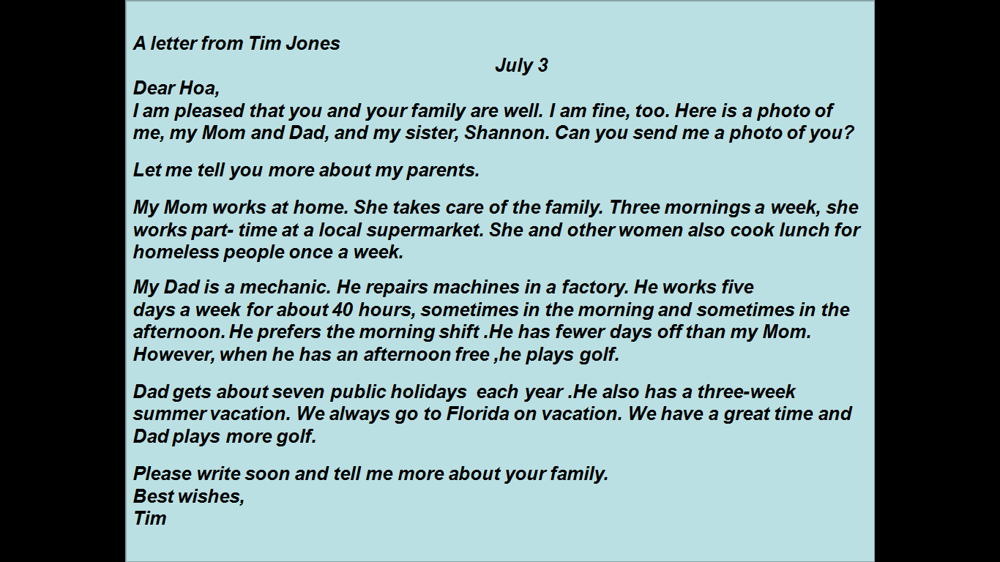 A letter from Tim Jones
July 3
Dear Hoa,
I am pleased that you and your family are well. I am fine, too. Here is a photo of
me, my Mom and Dad, and my sister, Shannon. Can you send me a photo of you?
Let me tell you more about my parents.
My Mom works at home. She takes care of the family. Three mornings a week, she
works part- time at a local supermarket. She and other women also cook lunch for
homeless people once a week.
My Dad is a mechanic. He repairs machines in a factory. He works five
days a week for about 40 hours, sometimes in the morning and sometimes in the
afternoon. He prefers the morning shift .He has fewer days off than my Mom.
However, when he has an afternoon free ,he plays golf.
Dad gets about seven public holidays  each year .He also has a three-week
summer vacation. We always go to Florida on vacation. We have a great time and
Dad plays more golf.
Please write soon and tell me more about your family.
Best wishes,
Tim